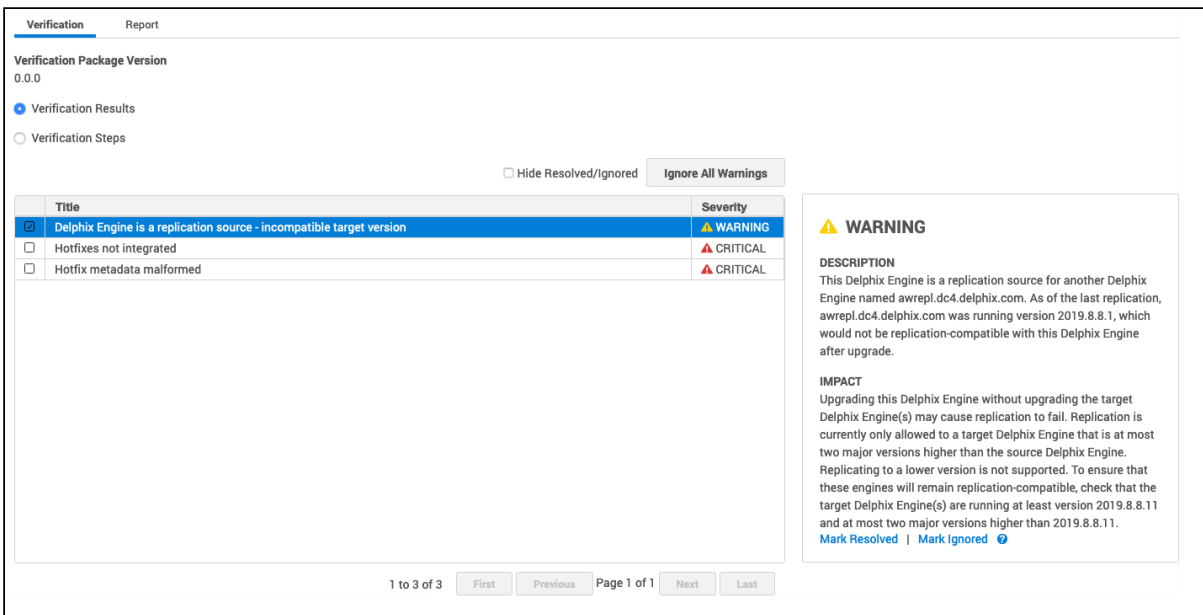 Verification Report
Verification Package Version
0.0.0
Verification Results
Verification Steps
Hide Resolved/Ignored Ignore All Warnings
Title Severity
Delphix Engine is a replication source - incompatible target version WARNING
Hotfixes not integrated CRITICAL
Hotfix metadata malformed CRITICAL
WARNING
DESCRIPTION
This Delphix Engine is a replication source for another Delphix
Engine named awrepl.dc4.delphix.com. As of the last replication,
awrepl.dc4.delphix.com was running version 2019.8.8.1, which
would not be replication-compatible with this Delphix Engine
after upgrade.
IMPACT
Upgrading this Delphix Engine without upgrading the target
Delphix Engine(s) may cause replication to fail. Replication is
currently only allowed to a target Delphix Engine that is at most
two major versions higher than the source Delphix Engine.
Replicating to a lower version is not supported. To ensure that
these engines will remain replication-compatible, check that the
target Delphix Engine(s) are running at least version 2019.8.8.11
and at most two major versions higher than 2019.8.8.11.
Mark Resolved | Mark Ignored ?
1 to 3 of 3 First Previous Page 1 of 1 Next Last